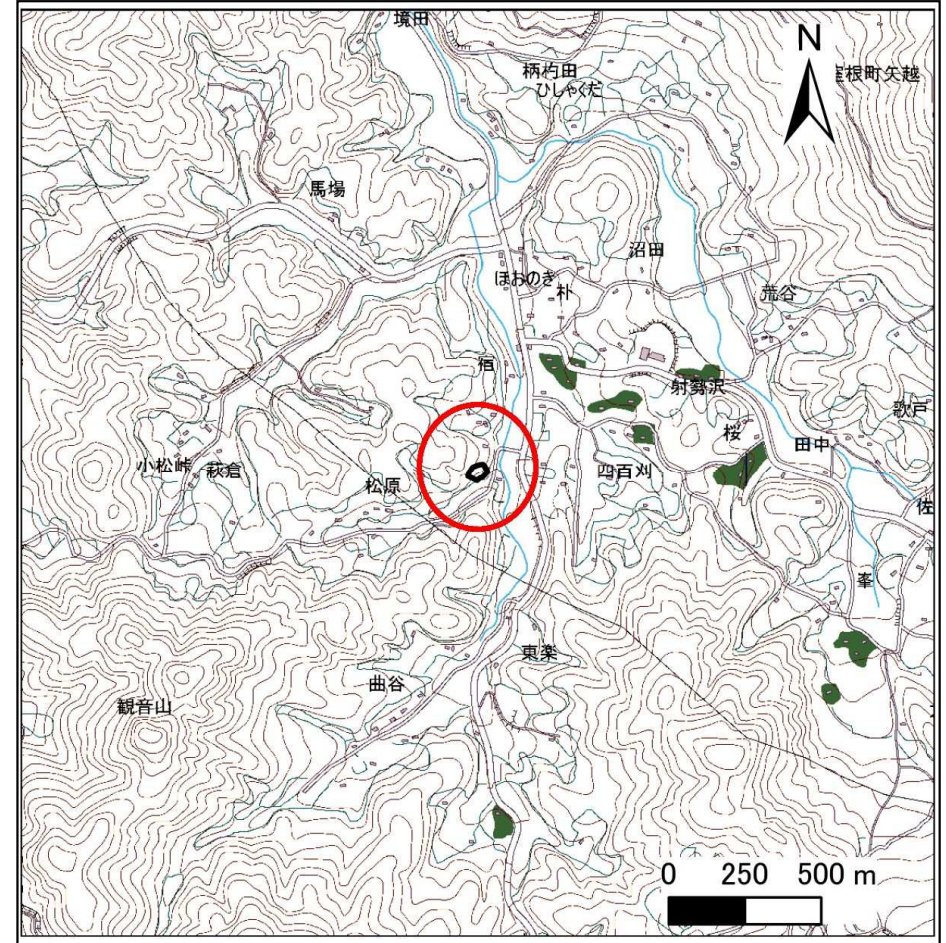 境田
N
柄杓田
ひしゃくだ
室根町矢越
馬場
沼田
ほおのき
朴
荒谷
宿
射勢沢
歌戸
桜
田中
小松峠
萩倉
松原
四百刈
佐
峯
東楽
曲谷
観音山
0 250 500 m